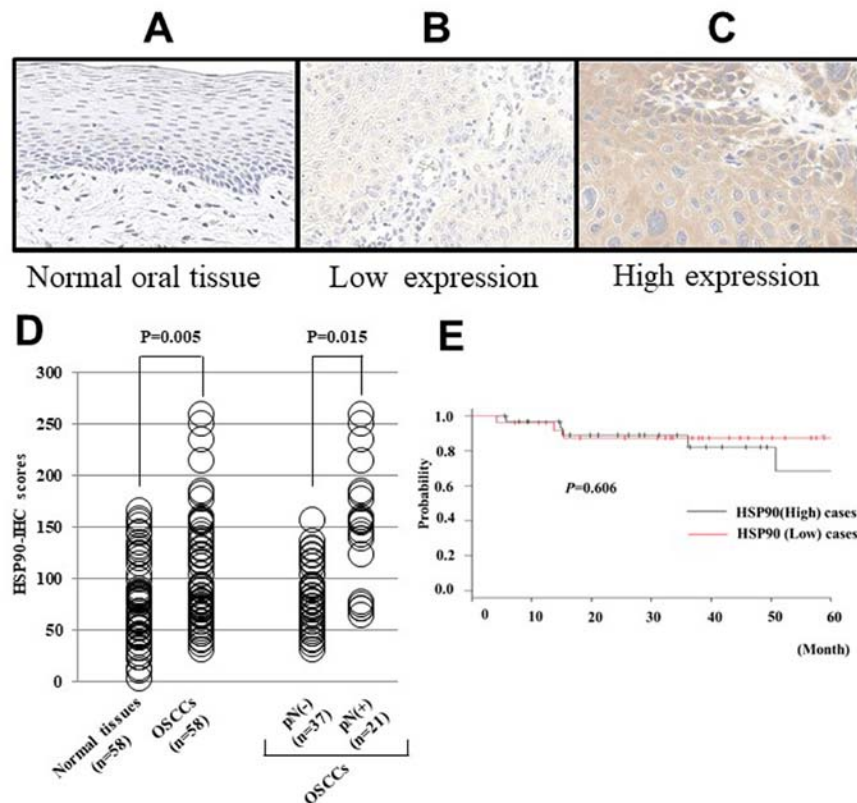 A
B
C
Normal oral tissue
Low expression
High expression
D
P=0.005
P=0.015
300
250
200
150
100
50
0
HSP90-IHC scores
Normal tissues
(n=58)
OSCCs
(n=58)
pN(-)
(n=37)
pN(+)
(n=21)
OSCCs
E
1.0
0.8
0.6
0.4
0.2
0.0
Probability
P=0.606
HSP90(High) cases
HSP90 (Low) cases
0 10 20 30 40 50 60
(Month)